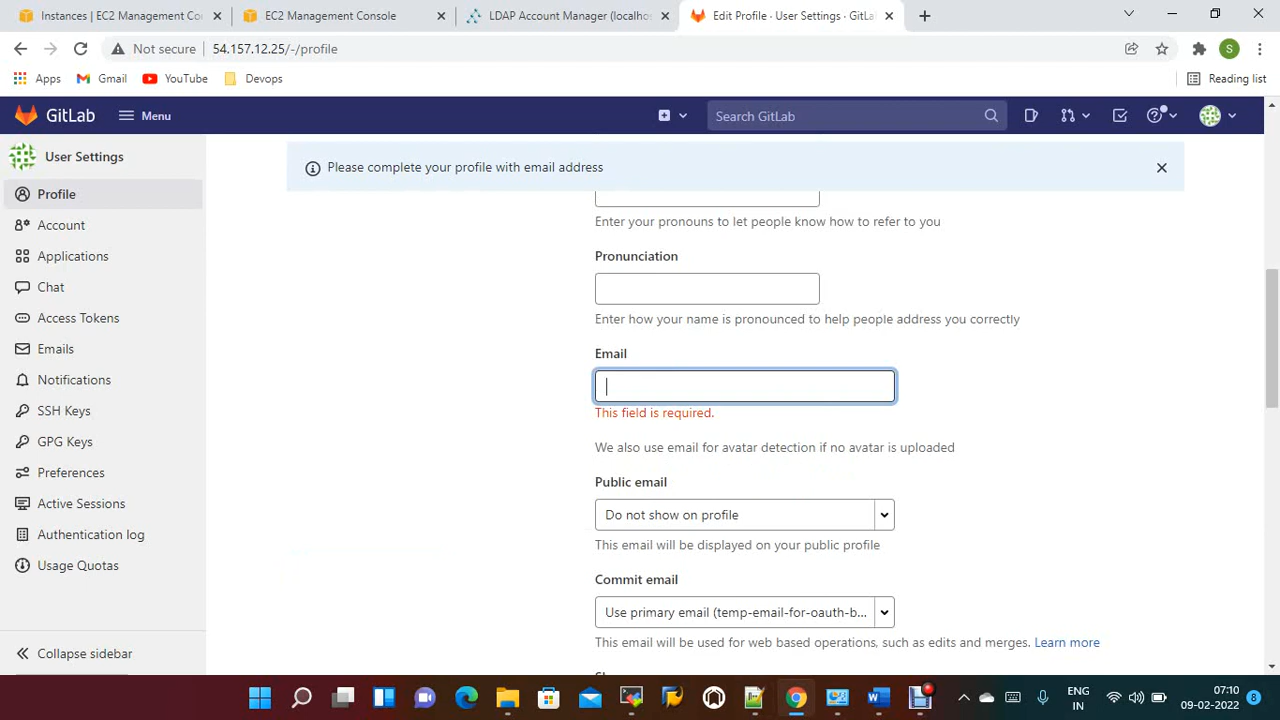 Instances | EC2 Management Co
EC2 Management Console
LDAP Account Manager (localho
Edit Profile · User Settings · GitLa
Not secure
54.157.12.25/-/profile
S
Apps
Gmail
YouTube
Devops
Reading list
GitLab
Menu
Search GitLab
User Settings
Profile
Account
Applications
Chat
Access Tokens
Emails
Notifications
SSH Keys
GPG Keys
Preferences
Active Sessions
Authentication log
Usage Quotas
Collapse sidebar
Please complete your profile with email address
Enter your pronouns to let people know how to refer to you
Pronunciation
Enter how your name is pronounced to help people address you correctly
Email
This field is required.
We also use email for avatar detection if no avatar is uploaded
Public email
Do not show on profile
This email will be displayed on your public profile
Commit email
Use primary email (temp-email-for-oauth-b...
This email will be used for web based operations, such as edits and merges. Learn more
ENG
IN
07:10
09-02-2022
8